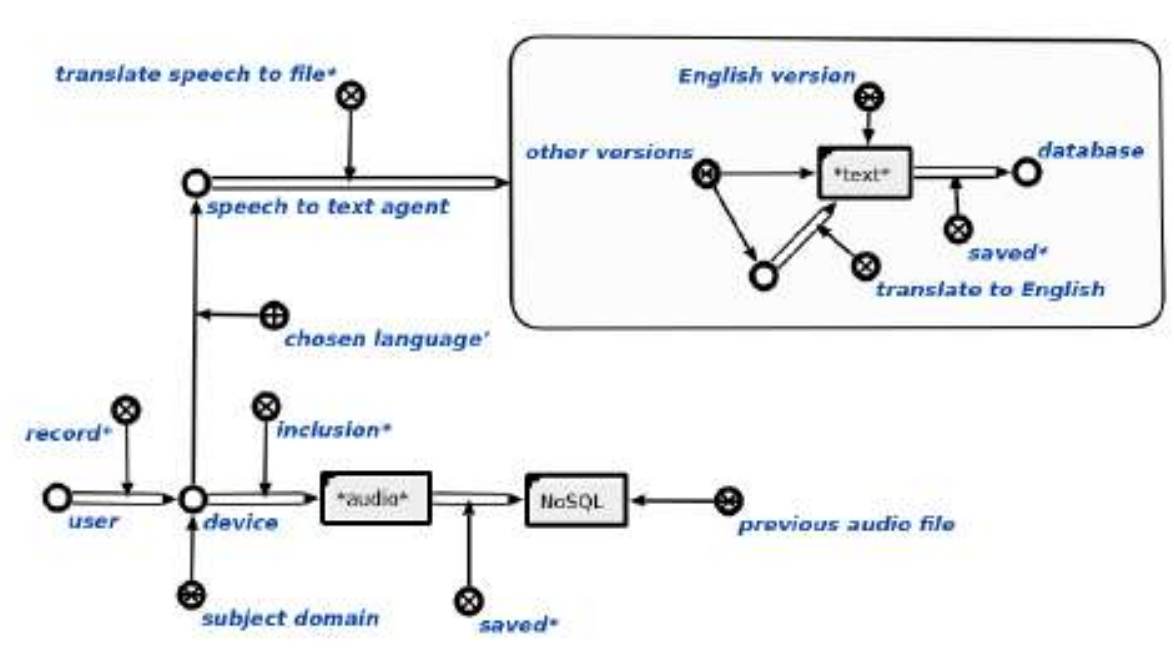 translate speech to file*
English version
other versions
database
*text*
speech to text agent
saved*
translate to English
chosen language'
record*
inclusion*
*audio*
NoSQL
user
device
previous audio file
subject domain
saved*